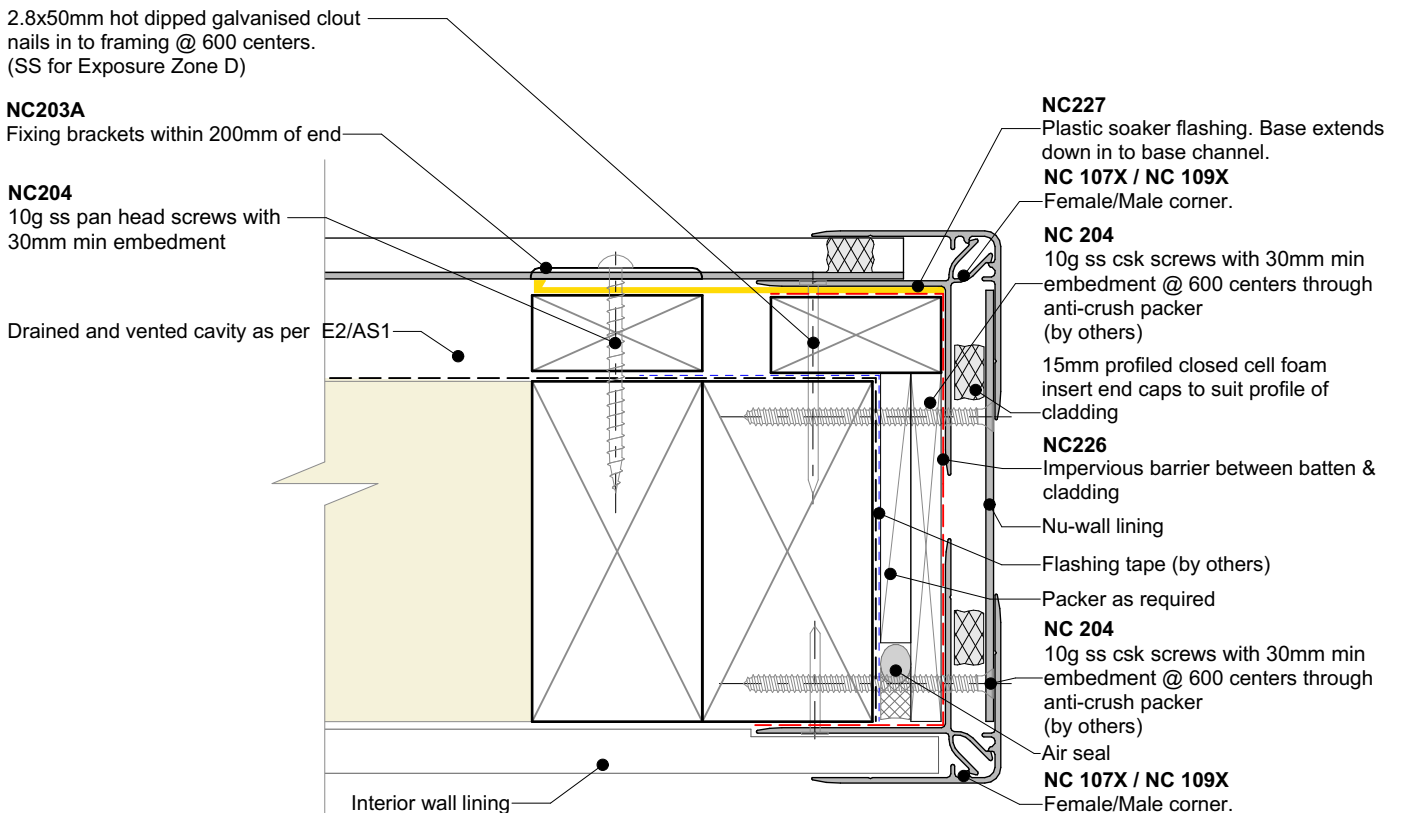 2.8x50mm hot dipped galvanised clout
nails in to framing @ 600 centers.
(SS for Exposure Zone D)
NC203A
Fixing brackets within 200mm of end
NC204
10g ss pan head screws with
30mm min embedment
Drained and vented cavity as per E2/AS1
Interior wall lining
NC227
Plastic soaker flashing. Base extends
down in to base channel.
NC 107X / NC 109X
Female/Male corner.
NC 204
10g ss csk screws with 30mm min
embedment @ 600 centers through
anti-crush packer
(by others)
15mm profiled closed cell foam
insert end caps to suit profile of
cladding
NC226
Impervious barrier between batten &
cladding
Nu-wall lining
Flashing tape (by others)
Packer as required
NC 204
10g ss csk screws with 30mm min
embedment @ 600 centers through
anti-crush packer
(by others)
Air seal
NC 107X / NC 109X
Female/Male corner.